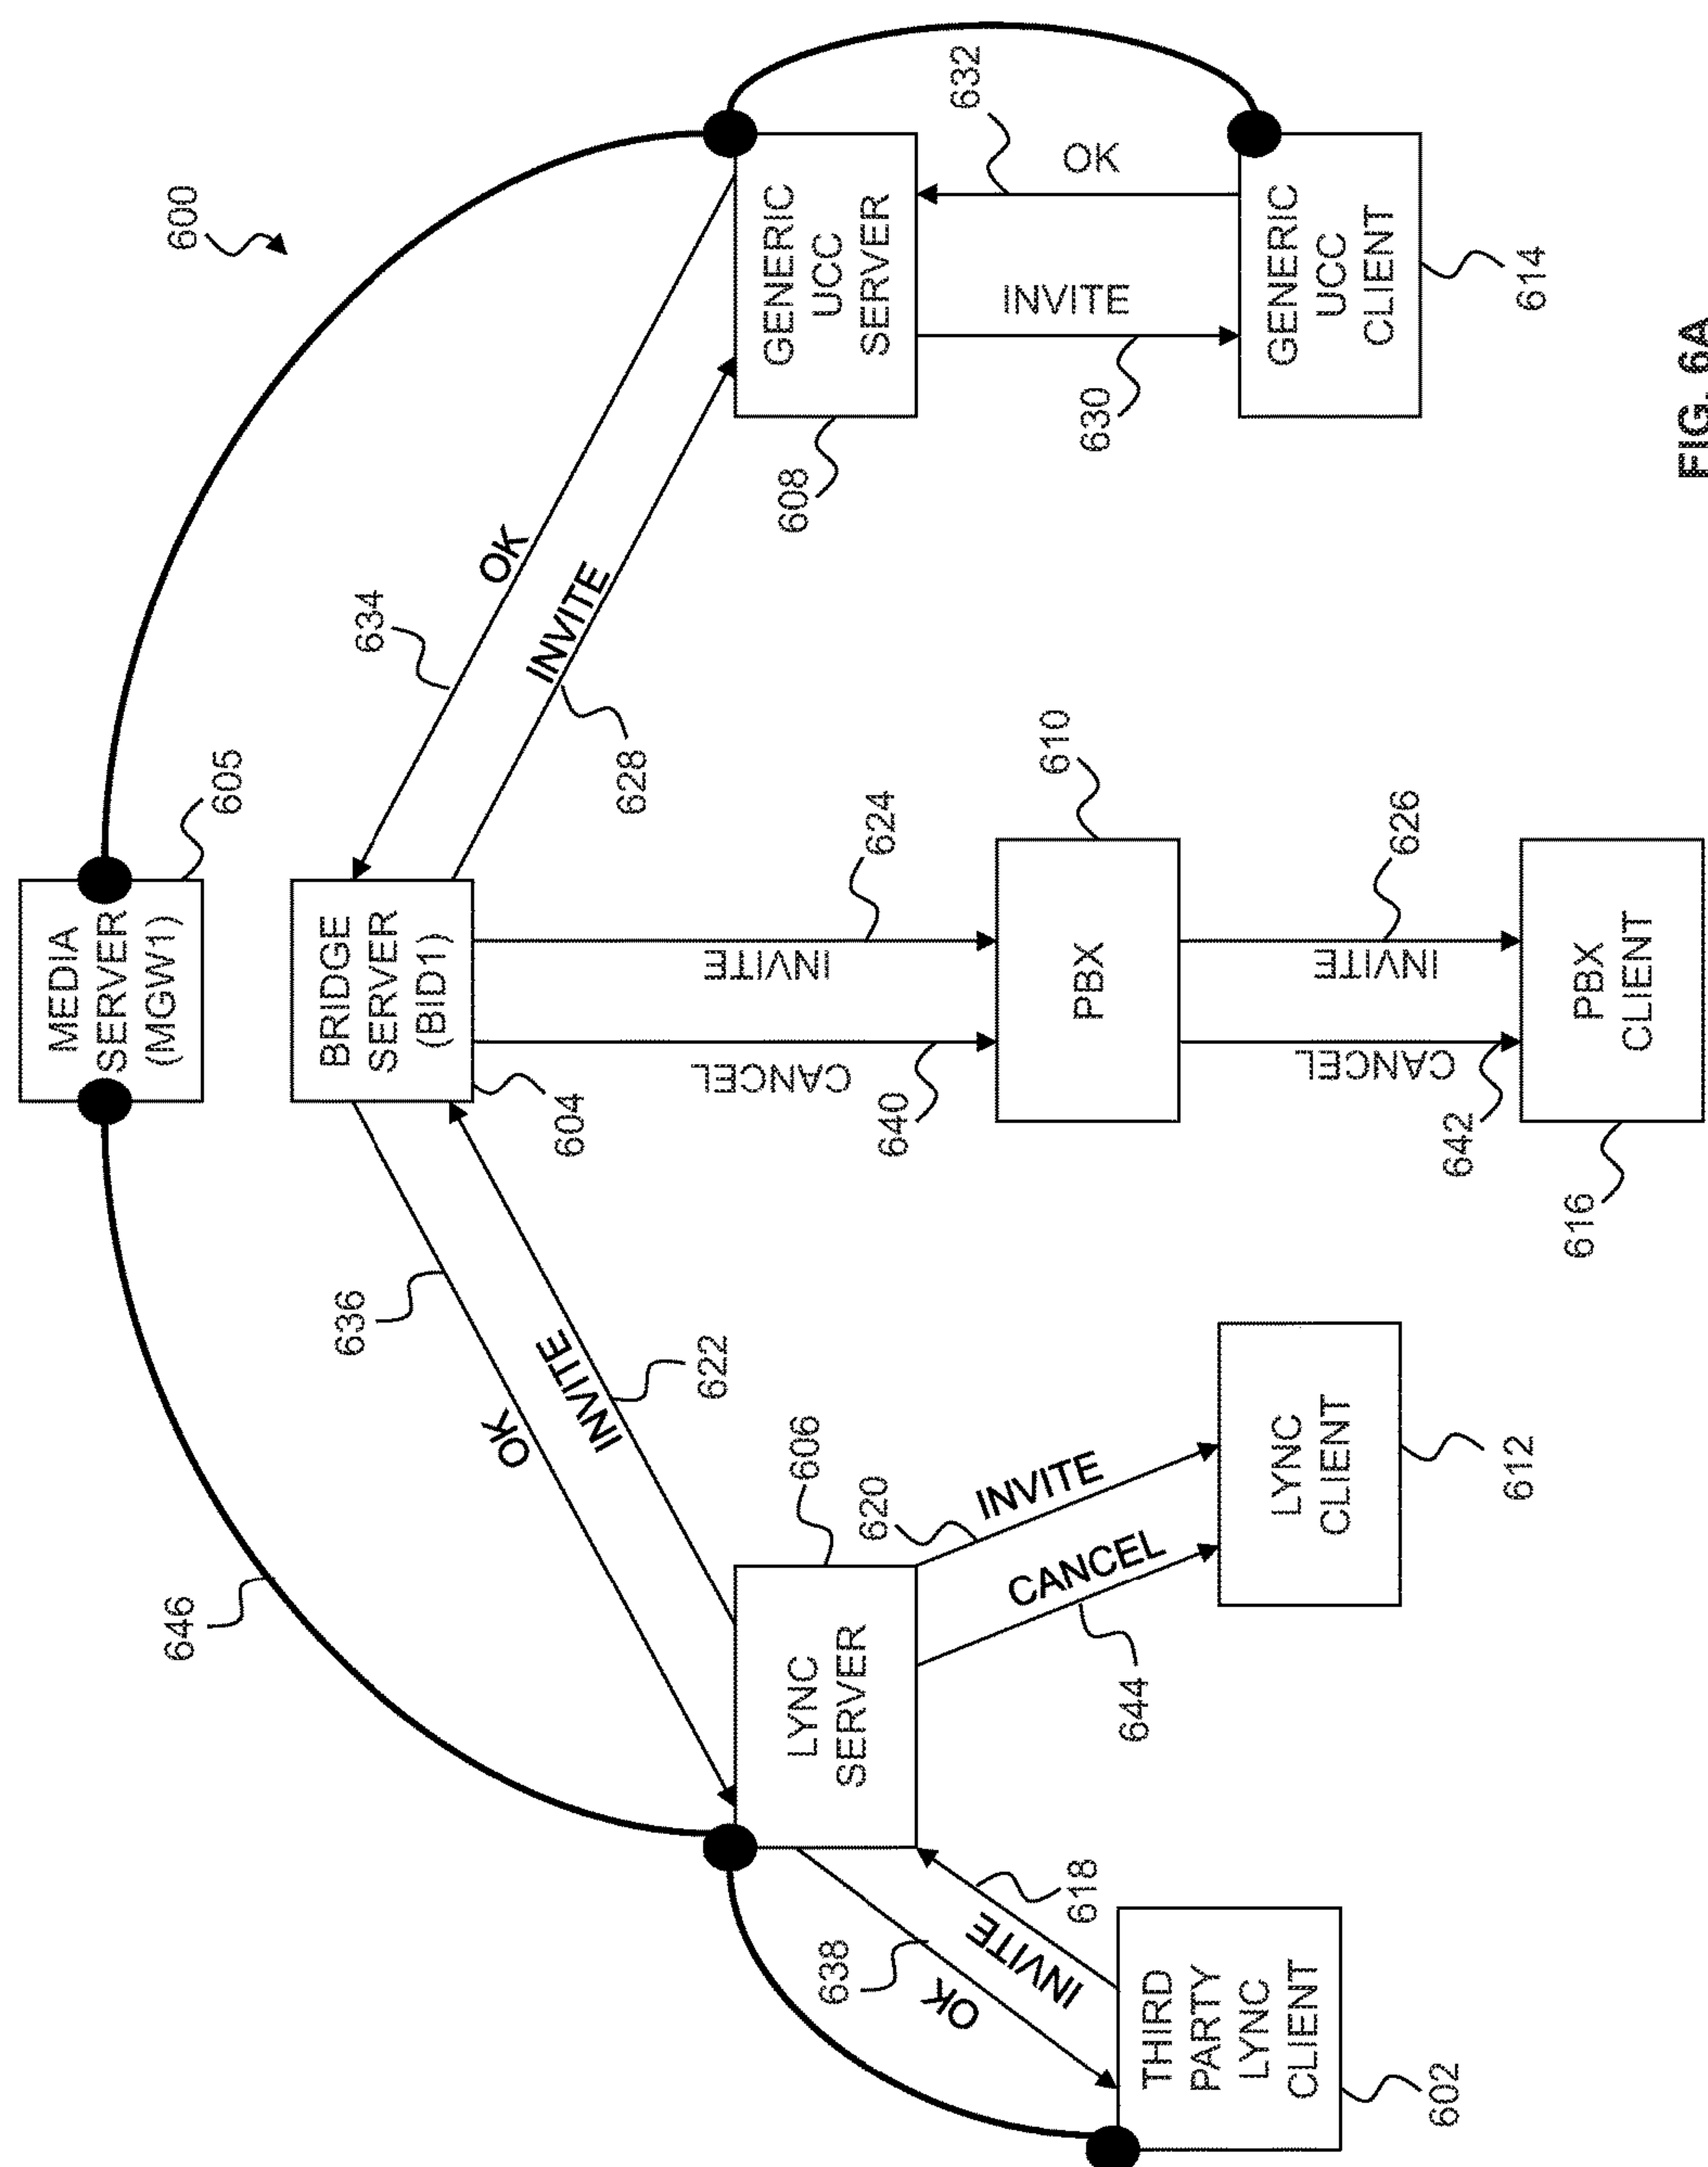 600
MEDIA
SERVER
(MGW1)
605
BRIDGE
SERVER
(BID1)
604
646
636
OK
INVITE
622
634
OK
INVITE
628
LYNC
SERVER
606
GENERIC
UCC
SERVER
608
632
OK
INVITE
630
GENERIC
UCC
CLIENT
614
INVITE
624
CANCEL
640
PBX
610
INVITE
626
CANCEL
642
PBX
CLIENT
616
620
INVITE
CANCEL
644
LYNC
CLIENT
612
638
OK
INVITE
618
THIRD
PARTY
LYNC
CLIENT
602
FIG. 6A